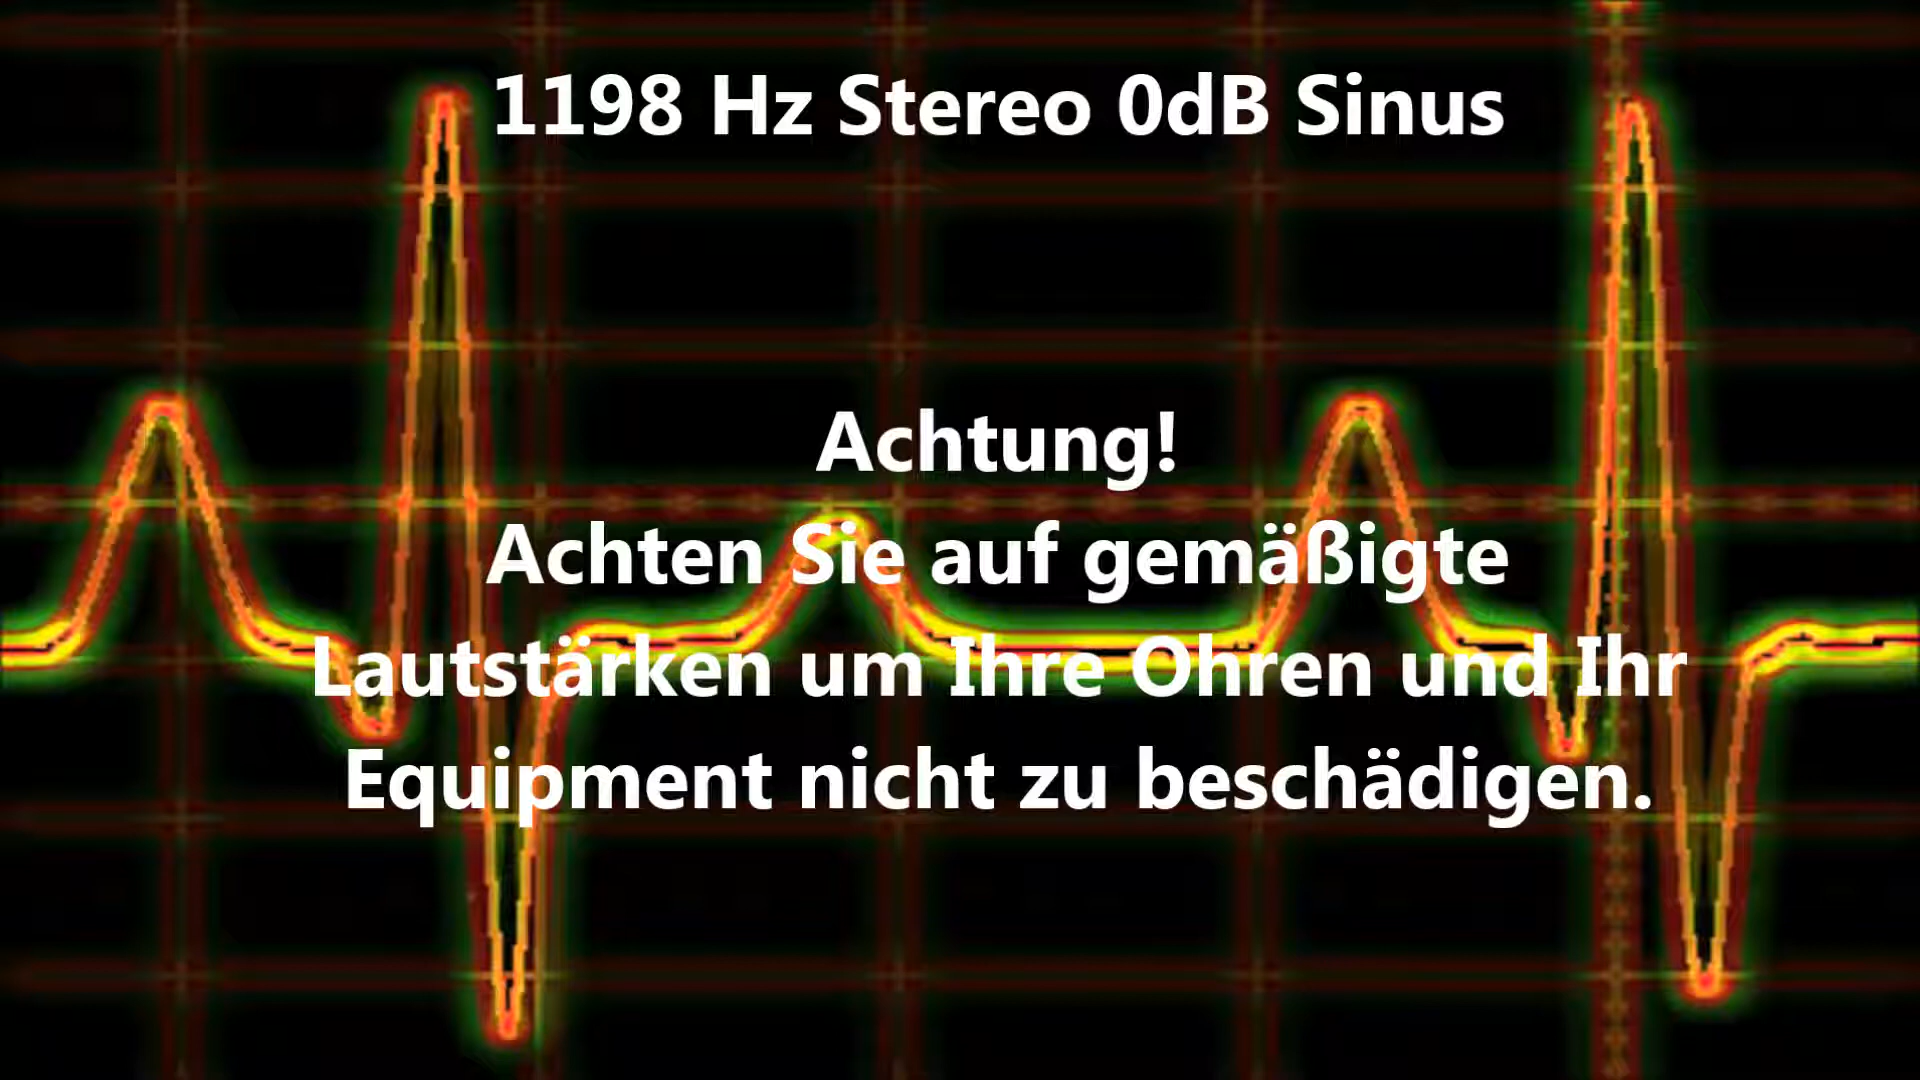 1198 Hz Stereo 0dB Sinus
Achtung!
Achten Sie auf gemäßigte
Lautstärken um Ihre Ohren und Ihr
Equipment nicht zu beschädigen.